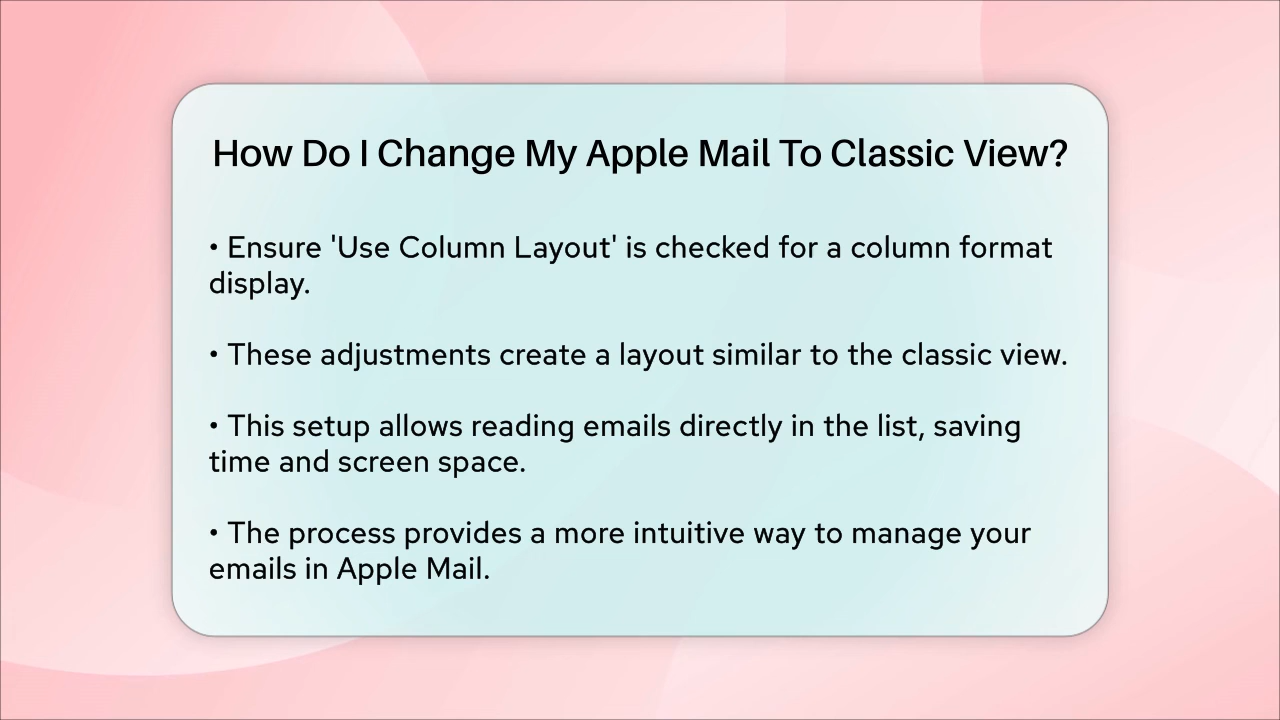 How Do I Change My Apple Mail To Classic View?
• Ensure 'Use Column Layout' is checked for a column format
display.
• These adjustments create a layout similar to the classic view.
• This setup allows reading emails directly in the list, saving
time and screen space.
• The process provides a more intuitive way to manage your
emails in Apple Mail.